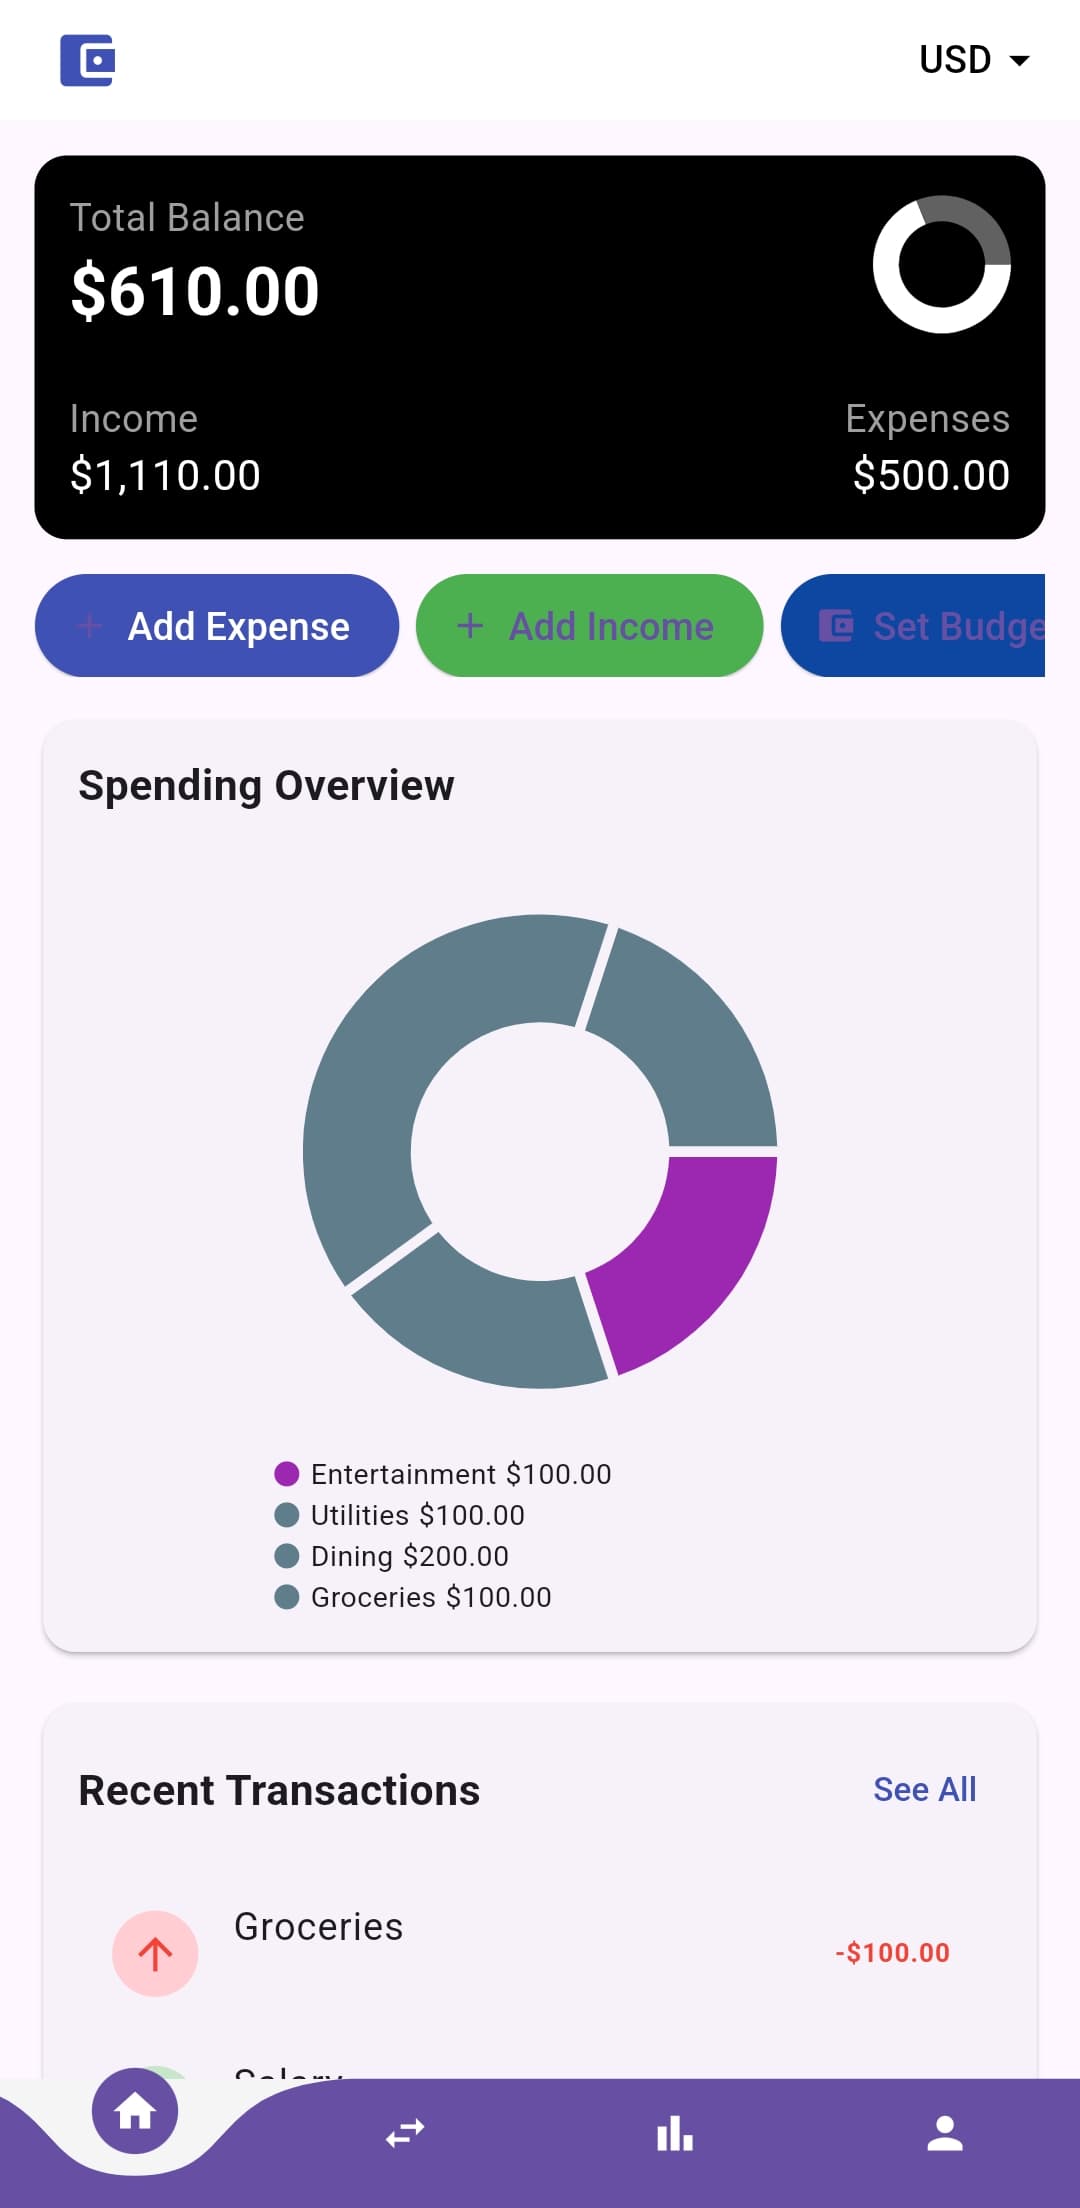 USD
Total Balance
$610.00
Income
Expenses
$1,110.00
$500.00
Add Expense
Add Income
Set Budge
Spending Overview
Entertainment $100.00
Utilities $100.00
Dining $200.00
Groceries $100.00
Recent Transactions
See All
Groceries
-$100.00
Salary